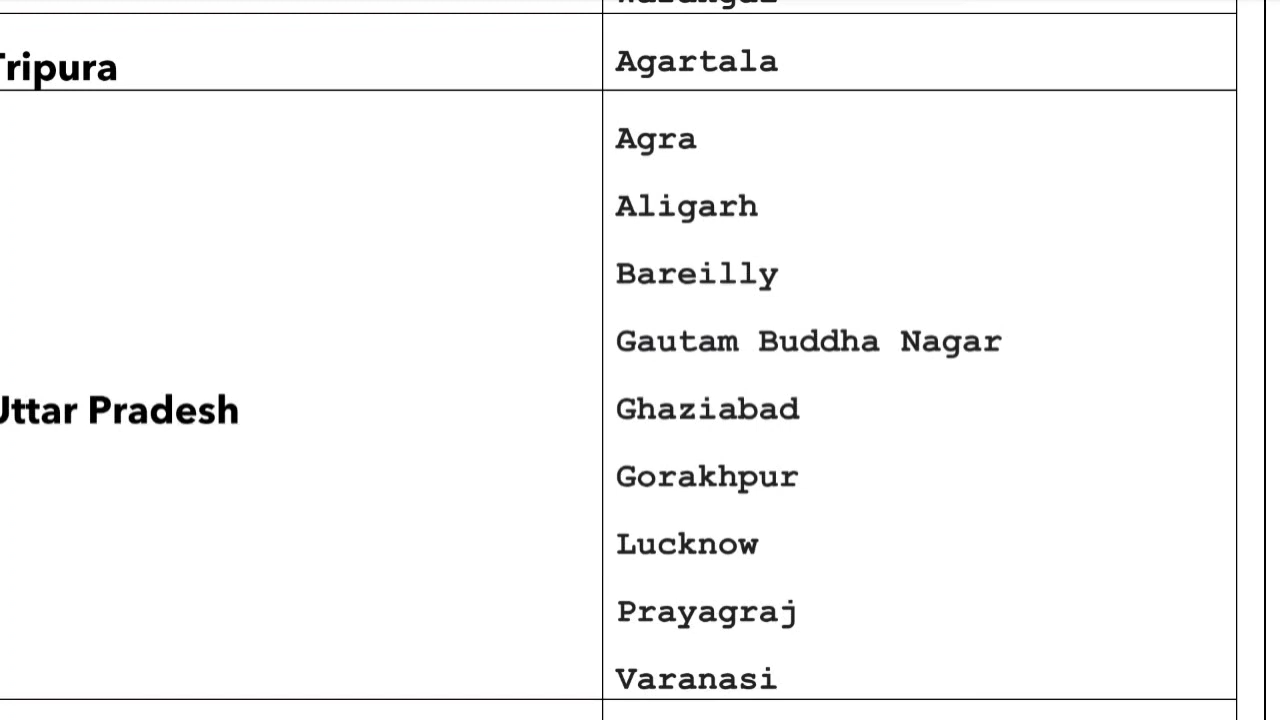 Tripura
Agartala
Agra
Aligarh
Bareilly
Gautam Buddha Nagar
Ghaziabad
Uttar Pradesh
Gorakhpur
Lucknow
Prayagraj
Varanasi